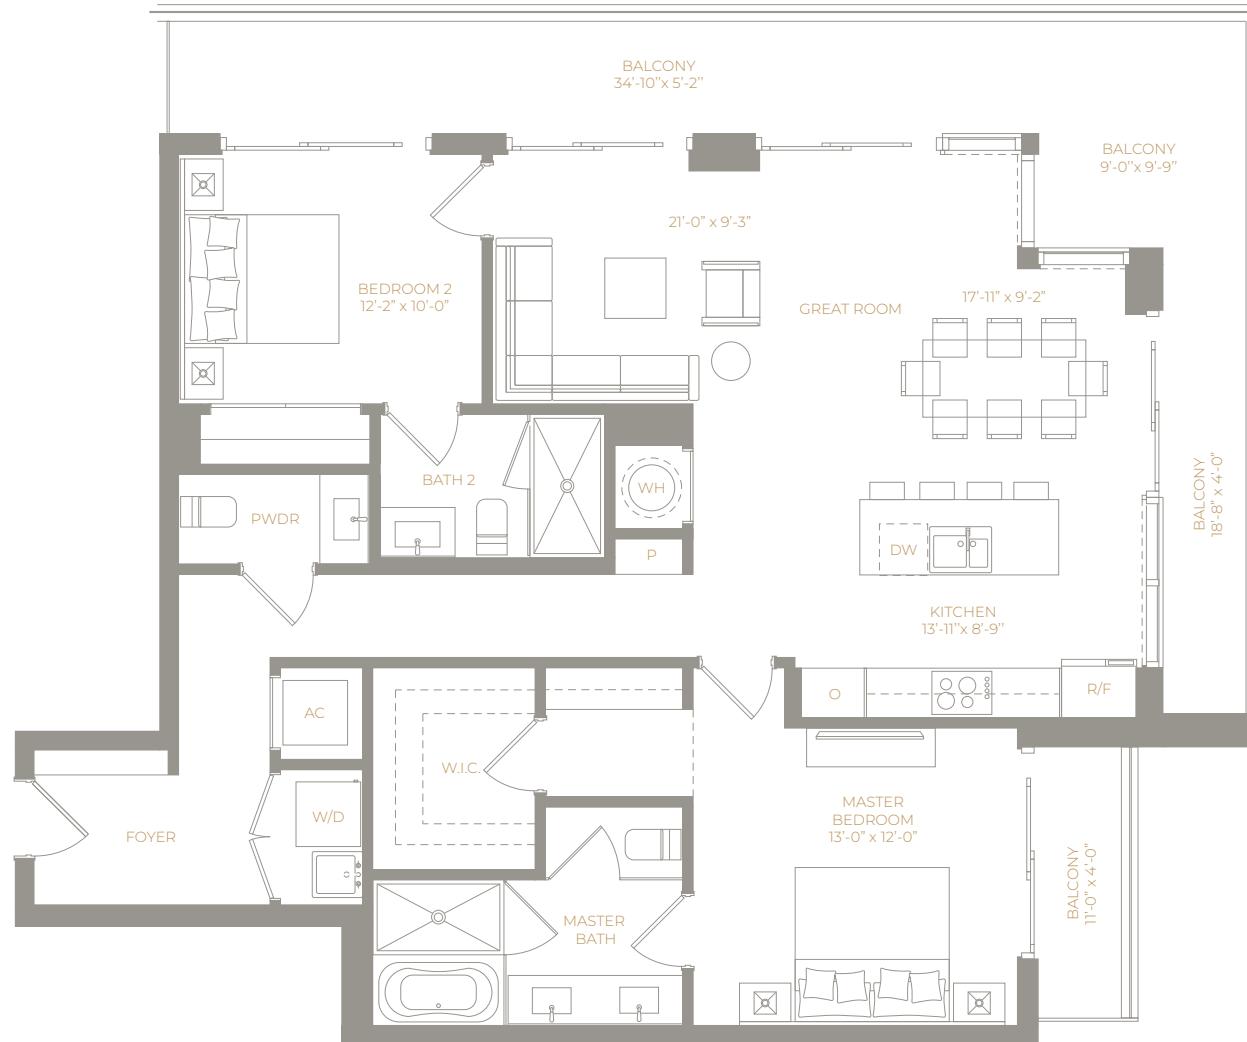 BALCONY
34'-10''x 5'-2''
BALCONY
9'-0”x 9'-9”
21'-0” x 9'-3”
BEDROOM 2
12'-2” x 10'-0”
17'-11” x 9'-2”
GREAT ROOM
BATH 2
WH
BALCONY
18'-8” x 4'-0”
PWDR
P
DW
KITCHEN
13'-11''x 8'-9''
O
R/F
AC
W.I.C.
W/D
FOYER
MASTER
BEDROOM
13'-0” x 12'-0”
BALCONY
11'-0” x 4'-0”
MASTER
BATH